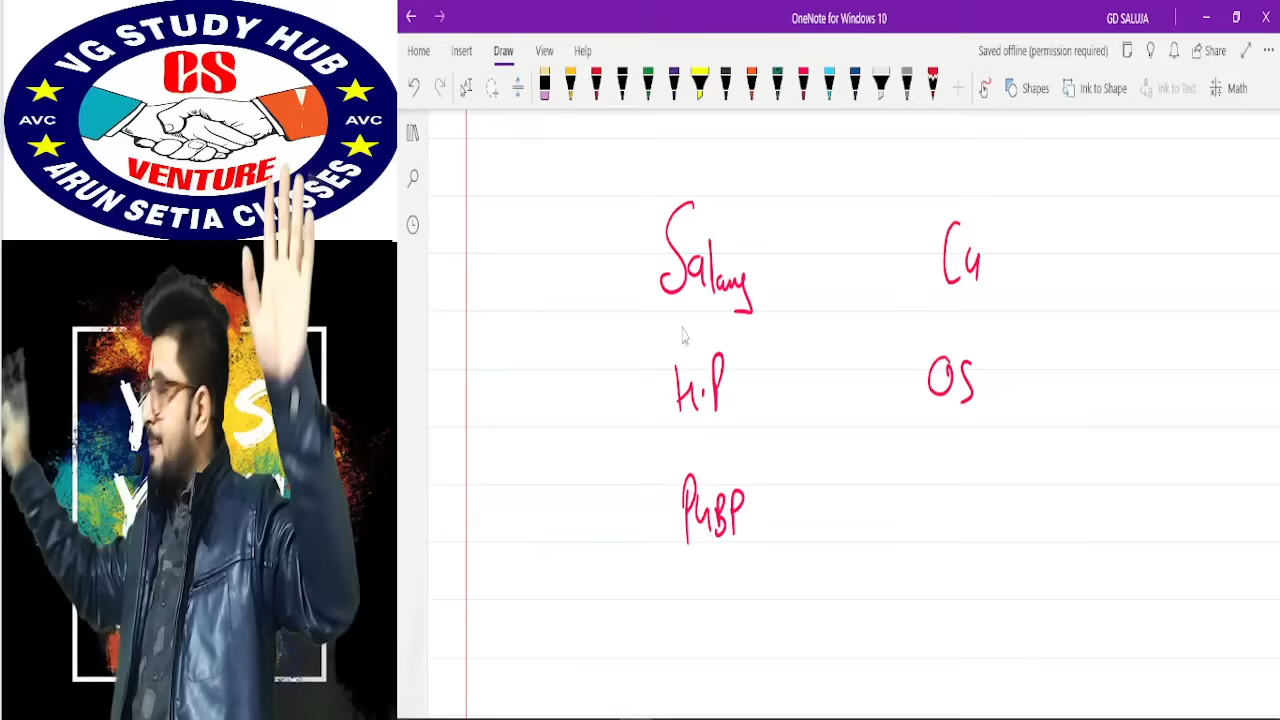 VG STUDY HUB
CS
AVC
AVC
VENTURE
ARUN SETIA CLASSES
OneNote for Windows 10
GD SALUJA
Home Insert Draw View Help
Saved offline (permission required)
Share
Shapes
Ink to Shape
Ink to Text
Math
Salary
CG
H.P
OS
PGBP